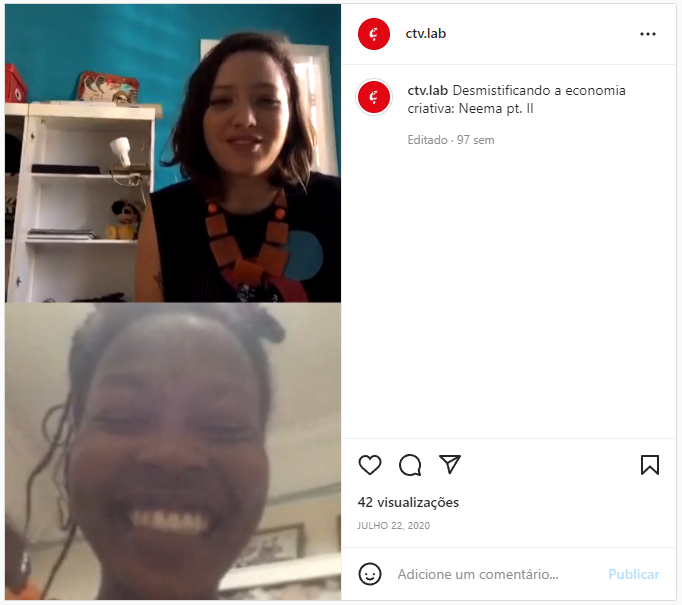 ctv.lab
ctv.lab Desmistificando a economia
criativa: Neema pt. II
Editado · 97 sem
42 visualizações
JULHO 22, 2020
Adicione um comentário... Publicar